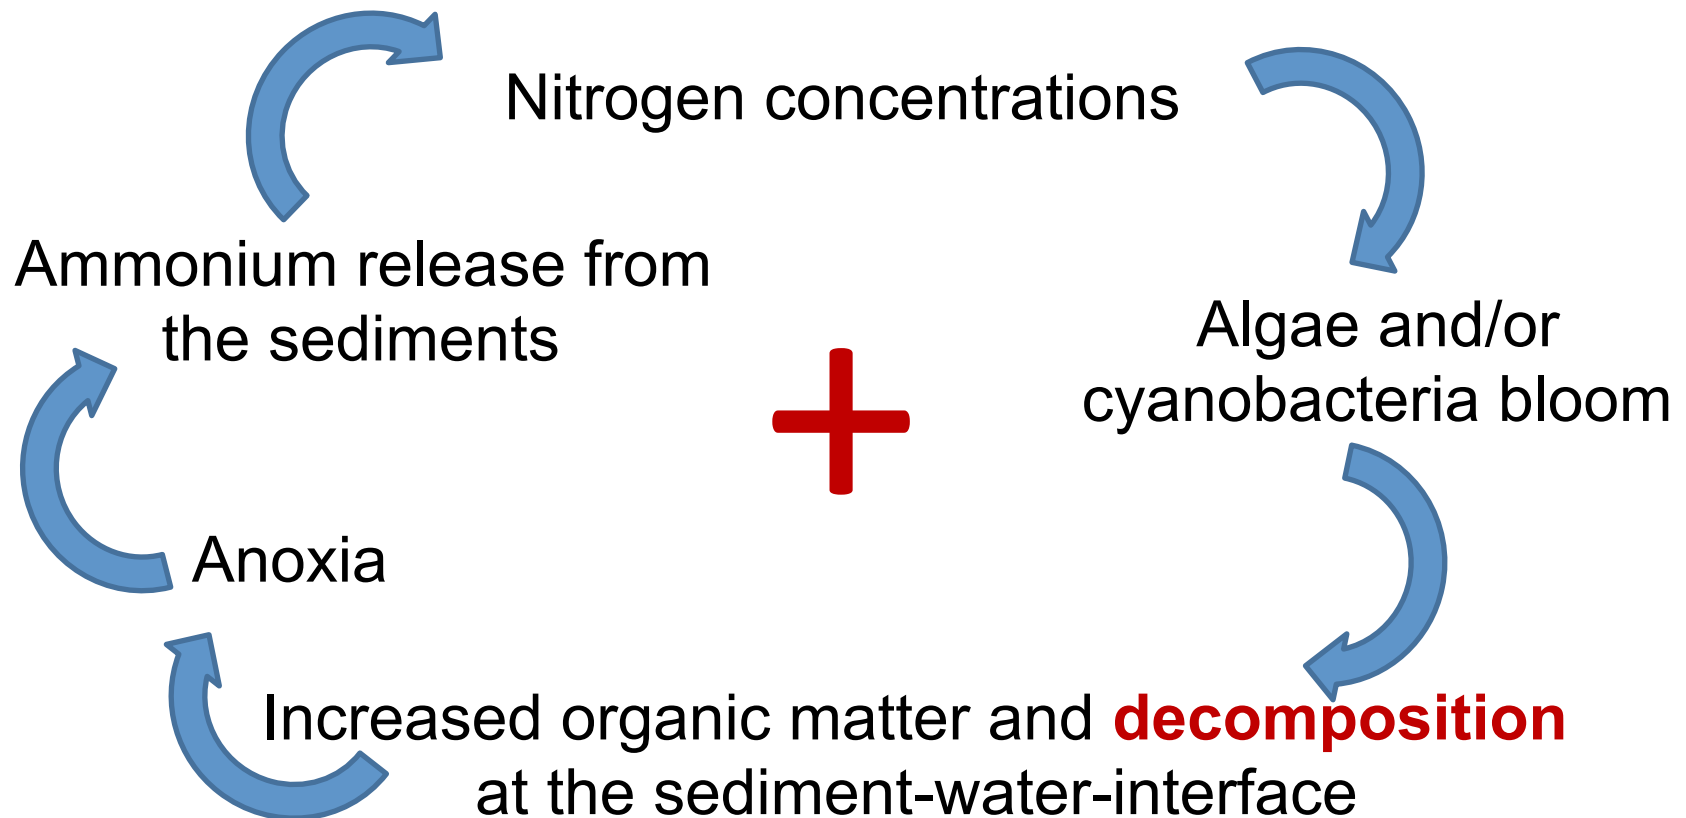 Nitrogen concentrations
Ammonium release from
the sediments
Algae and/or
cyanobacteria bloom
Anoxia
Increased organic matter and decomposition
at the sediment-water-interface